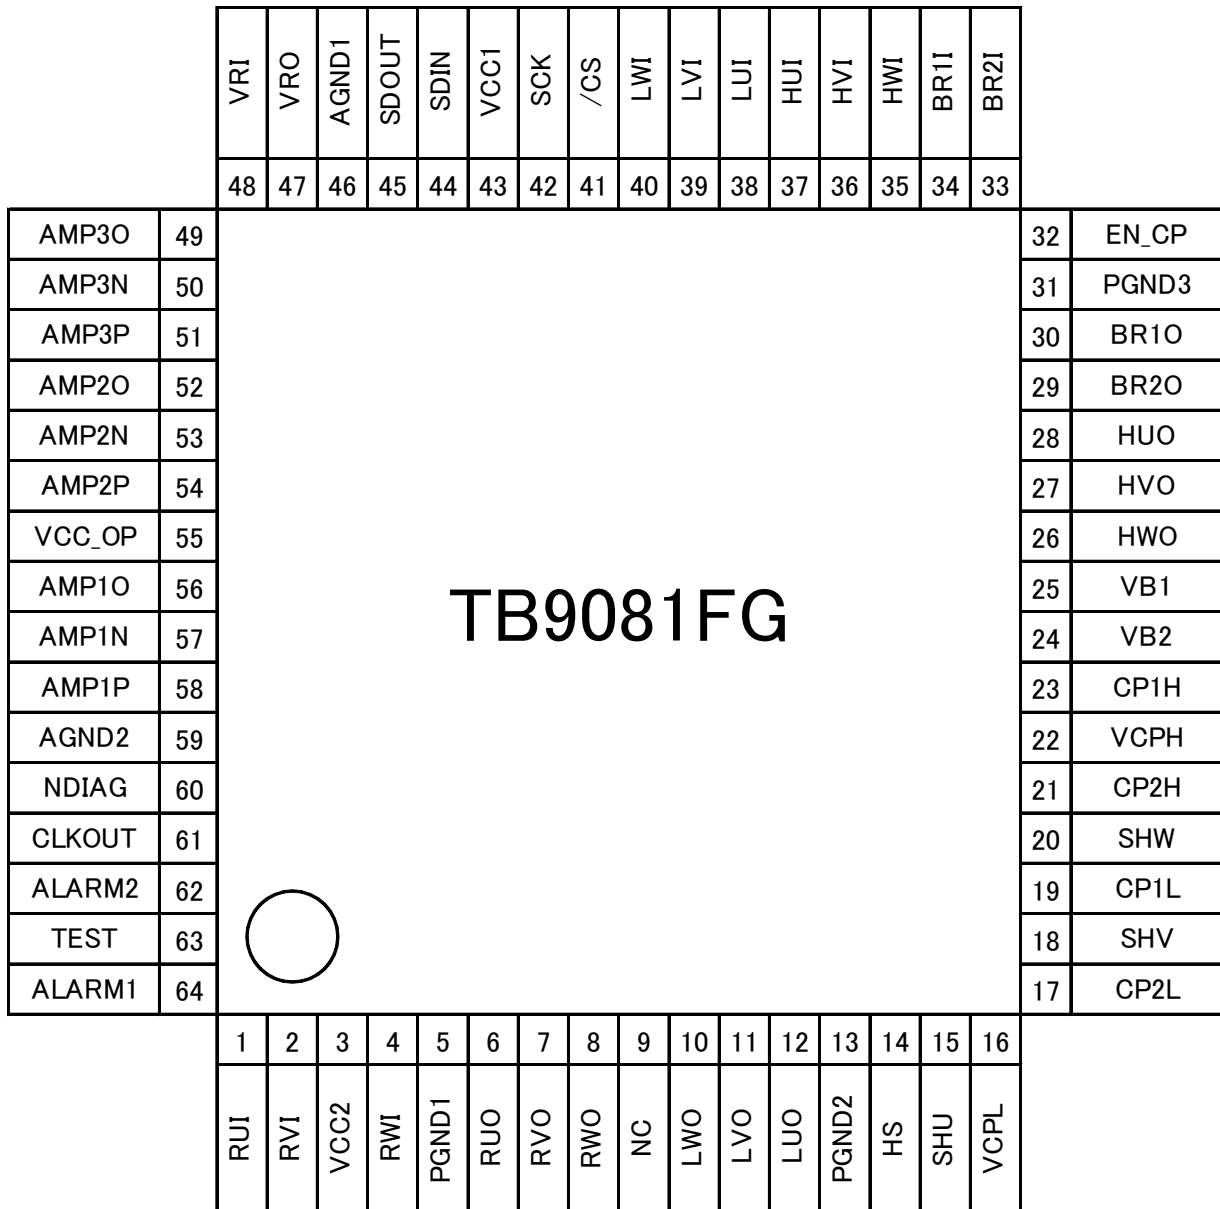 VRI VRO AGND1 SDOUT SDIN VCC1 SCK /CS LWI LVI LUI HUI HVI HWI BR1I BR2I
48 47 46 45 44 43 42 41 40 39 38 37 36 35 34 33
AMP3O 49 32 EN_CP
AMP3N 50 31 PGND3
AMP3P 51 30 BR1O
AMP2O 52 29 BR2O
AMP2N 53 28 HUO
AMP2P 54 27 HVO
VCC_OP 55 26 HWO
AMP1O 56 25 VB1
TB9081FG
AMP1N 57 24 VB2
AMP1P 58 23 CP1H
AGND2 59 22 VCPH
NDIAG 60 21 CP2H
CLKOUT 61 20 SHW
ALARM2 62 19 CP1L
TEST 63 18 SHV
ALARM1 64 17 CP2L
1 2 3 4 5 6 7 8 9 10 11 12 13 14 15 16
RUI RVI VCC2 RWI PGND1 RUO RVO RWO NC LWO LVO LUO PGND2 HS SHU VCPL